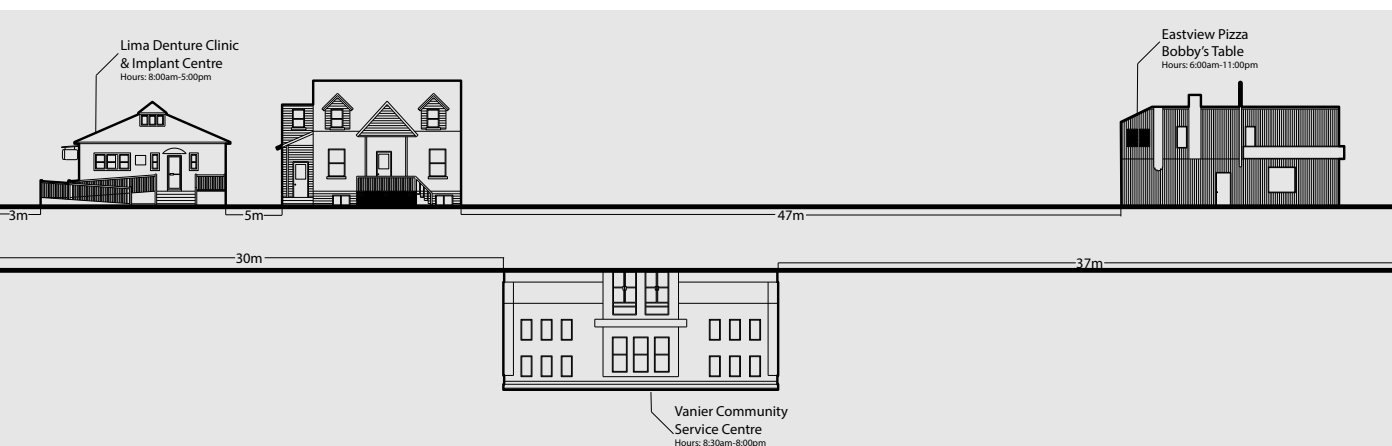 Lima Denture Clinic
& Implant Centre
Hours: 8:00am-5:00pm
Eastview Pizza
Bobby's Table
Hours: 6:00am-11:00pm
3m
5m
47m
30m
37m
Vanier Community
Service Centre
Hours: 8:30am-8:00pm